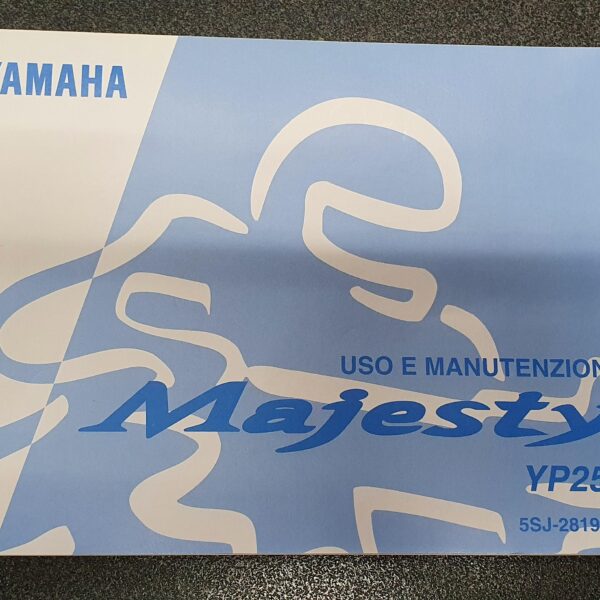 YAMAHA
USO E MANUTENZION
Majesty
YP25
5SJ-2819